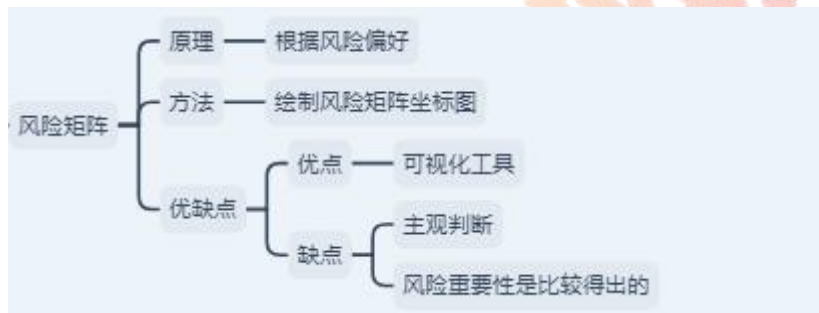 原理
根据风险偏好
方法
绘制风险矩阵坐标图
风险矩阵
优点
可视化工具
优缺点
主观判断
缺点
风险重要性是比较得出的